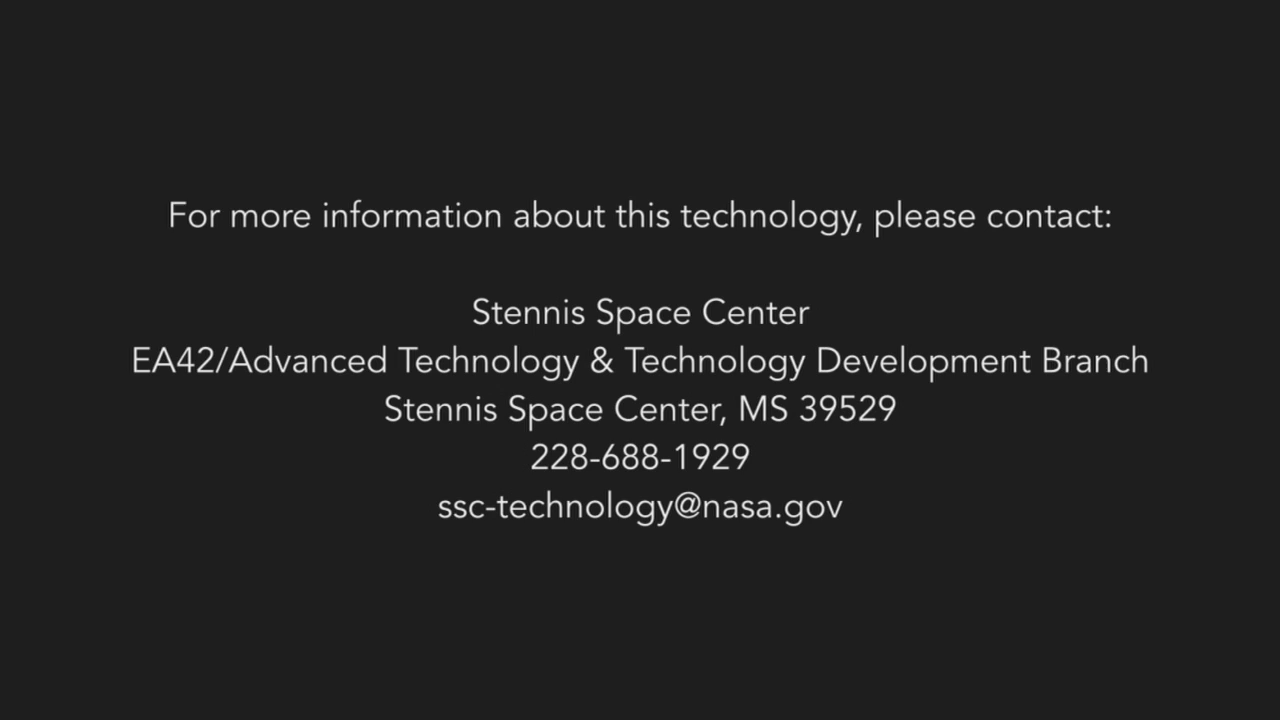 For more information about this technology, please contact:
Stennis Space Center
EA42/Advanced Technology & Technology Development Branch
Stennis Space Center, MS 39529
228-688-1929
ssc-technology@nasa.gov